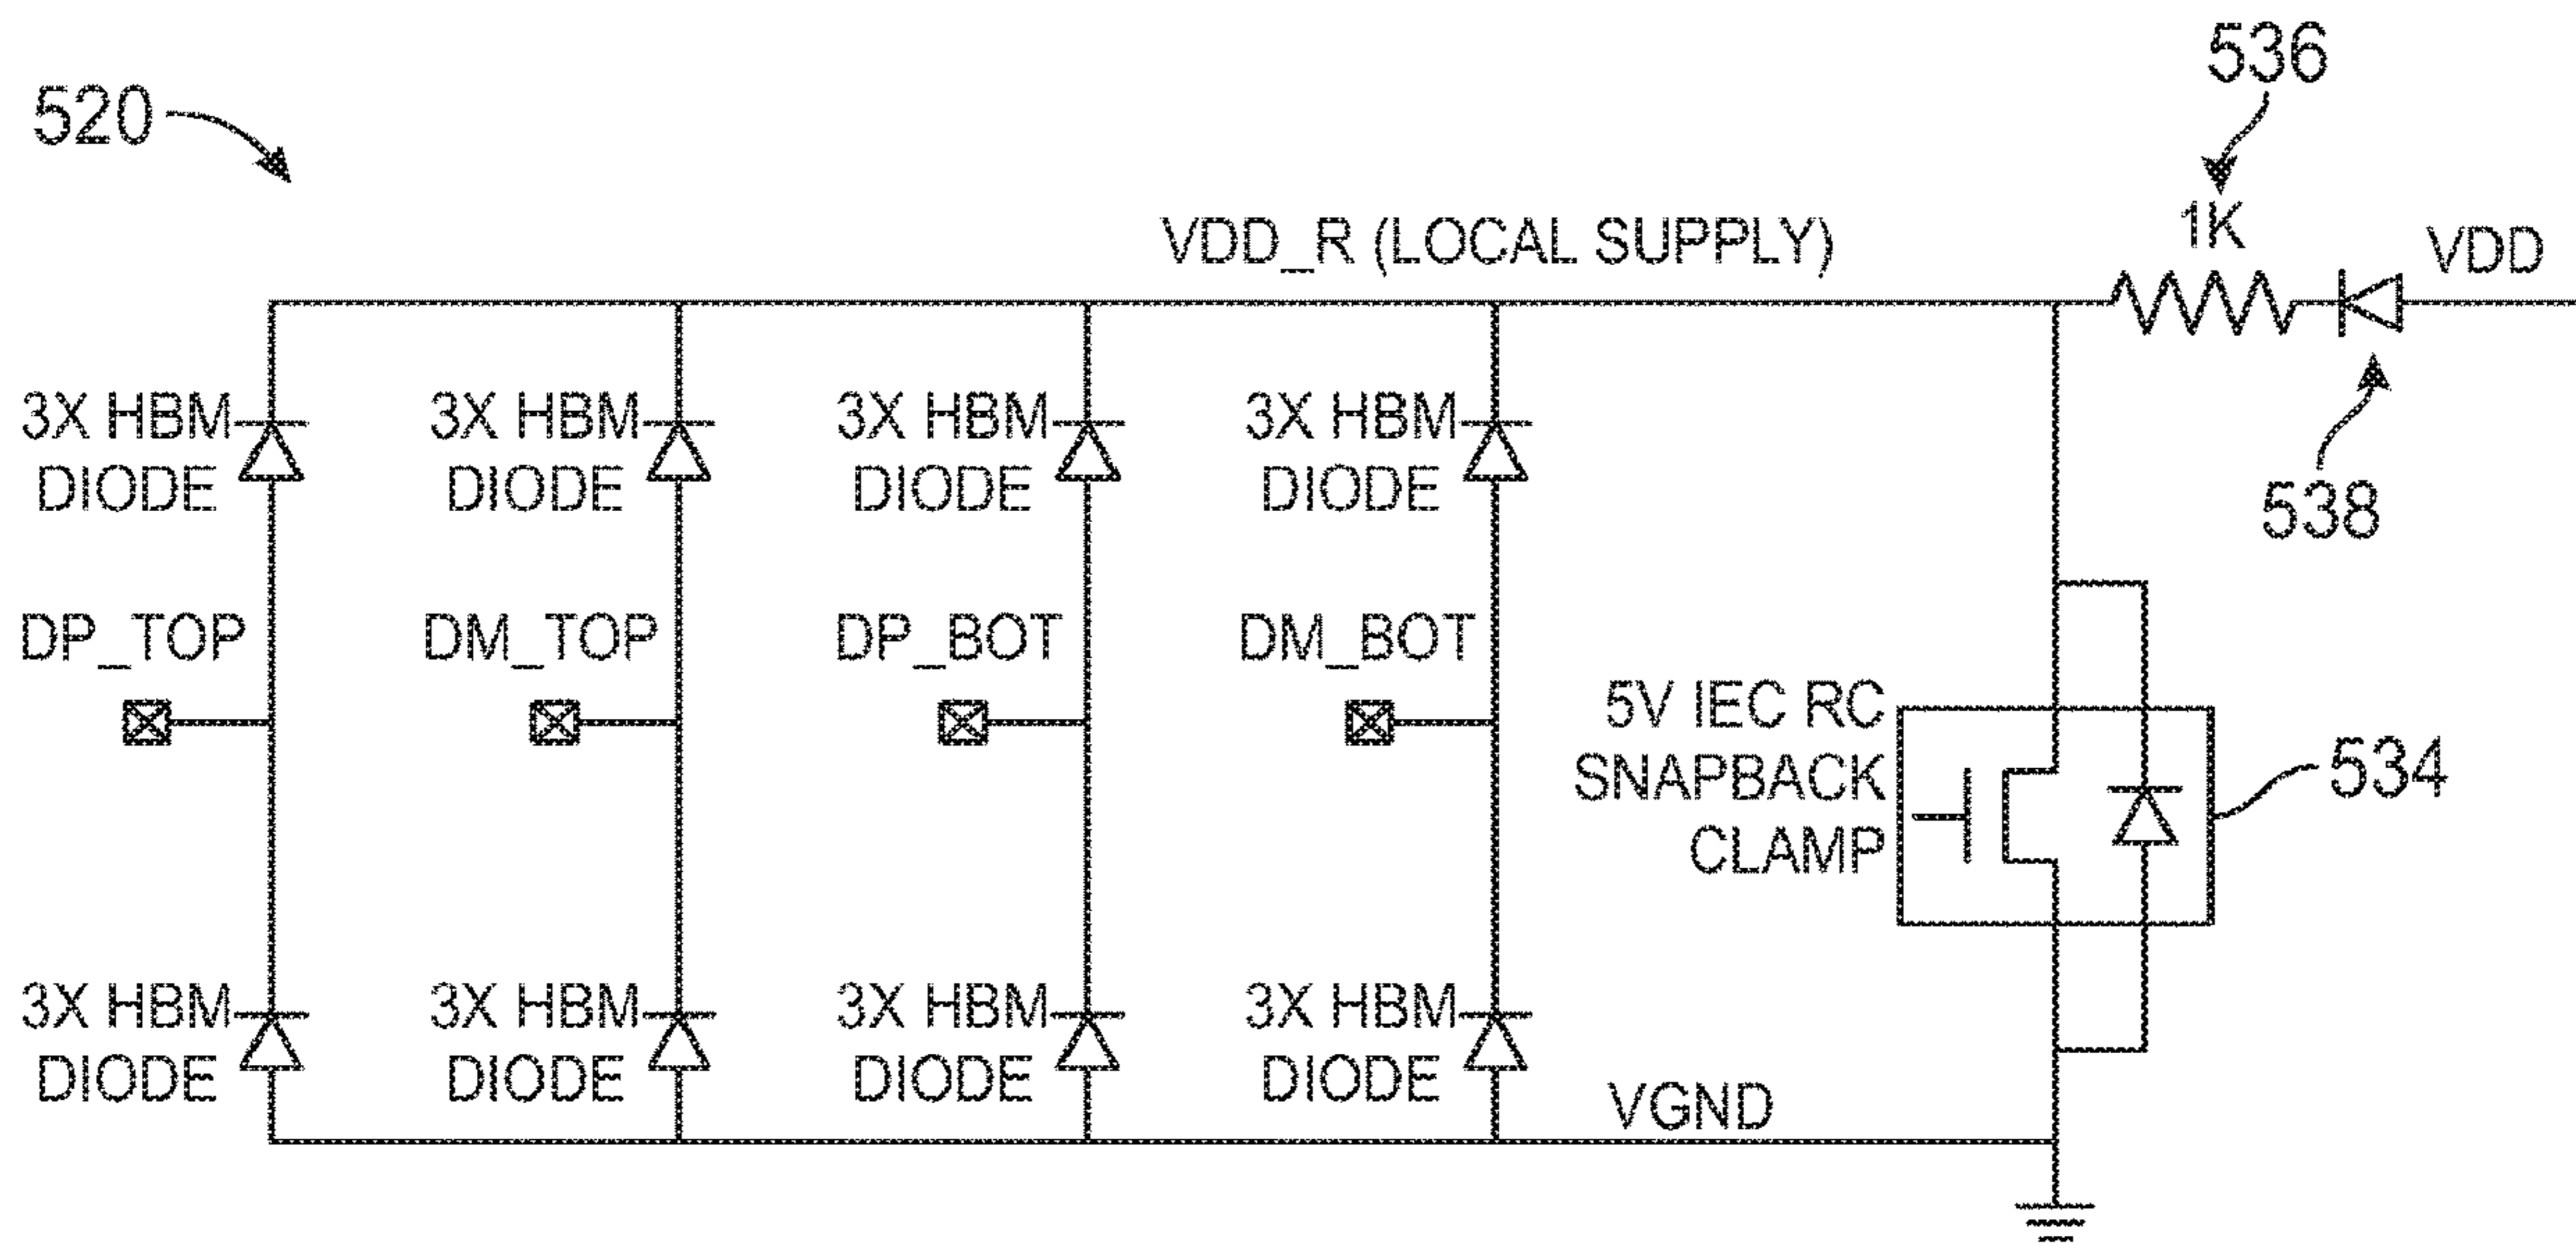 536
520
1K
VDD_R (LOCAL SUPPLY)
VDD
3X HBM
DIODE
3X HBM
DIODE
3X HBM
DIODE
3X HBM
DIODE
538
DP_TOP
DM_TOP
DP_BOT
DM_BOT
5V IEC RC
SNAPBACK
CLAMP
534
3X HBM
DIODE
3X HBM
DIODE
3X HBM
DIODE
3X HBM
DIODE
VGND